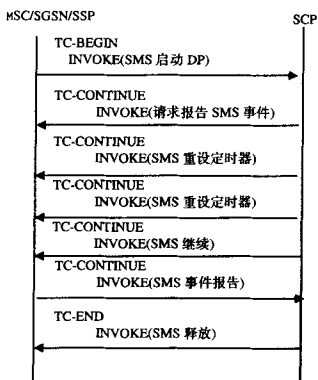 MSC/SGSN/SSP
SCP
TC-BEGIN
INVOKE(SMS 启动 DP)
TC-CONTINUE
INVOKE(请求报告 SMS 事件)
TC-CONTINUE
INVOKE(SMS 重设定时器)
TC-CONTINUE
INVOKE(SMS 重设定时器)
TC-CONTINUE
INVOKE(SMS 继续)
TC-CONTINUE
INVOKE(SMS 事件报告)
TC-END
INVOKE(SMS 释放)